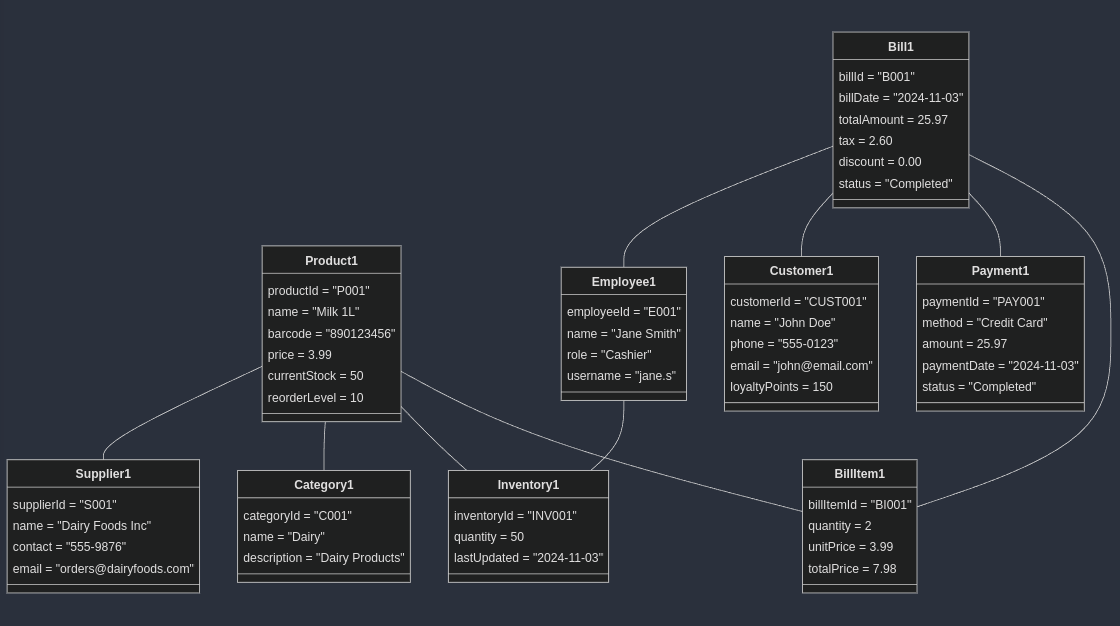 Bill1
billId = "B001"
billDate = "2024-11-03"
totalAmount = 25.97
tax = 2.60
discount = 0.00
status = "Completed"
Product1
productId = "P001"
name = "Milk 1L"
barcode = "890123456"
price = 3.99
currentStock = 50
reorderLevel = 10
Employee1
employeeId = "E001"
name = "Jane Smith"
role = "Cashier"
username = "jane.s"
Customer1
customerId = "CUST001"
name = "John Doe"
phone = "555-0123"
email = "john@email.com"
loyaltyPoints = 150
Payment1
paymentId = "PAY001"
method = "Credit Card"
amount = 25.97
paymentDate = "2024-11-03"
status = "Completed"
Supplier1
supplierId = "S001"
name = "Dairy Foods Inc"
contact = "555-9876"
email = "orders@dairyfoods.com"
Category1
categoryId = "C001"
name = "Dairy"
description = "Dairy Products"
Inventory1
inventoryId = "INV001"
quantity = 50
lastUpdated = "2024-11-03"
BillItem1
billItemId = "BI001"
quantity = 2
unitPrice = 3.99
totalPrice = 7.98